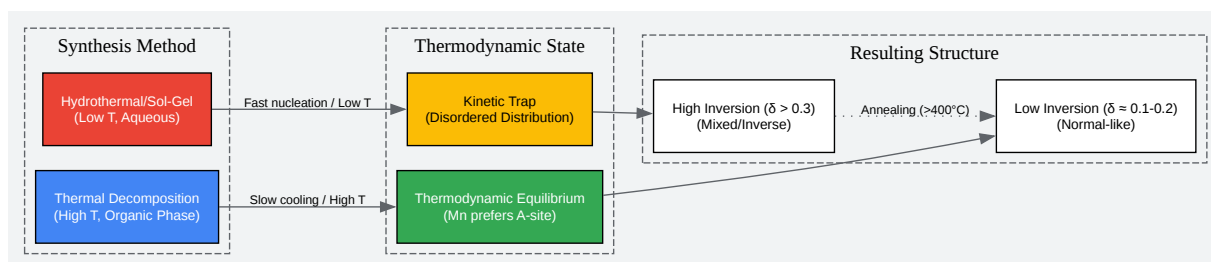 Synthesis Method
Thermodynamic State
Resulting Structure
Hydrothermal/Sol-Gel
(Low T, Aqueous)
Fast nucleation / Low T
Kinetic Trap
(Disordered Distribution)
High Inversion (δ > 0.3)
(Mixed/Inverse)
Annealing (>400°C)
Low Inversion (δ ≈ 0.1-0.2)
(Normal-like)
Thermal Decomposition
(High T, Organic Phase)
Slow cooling / High T
Thermodynamic Equilibrium
(Mn prefers A-site)